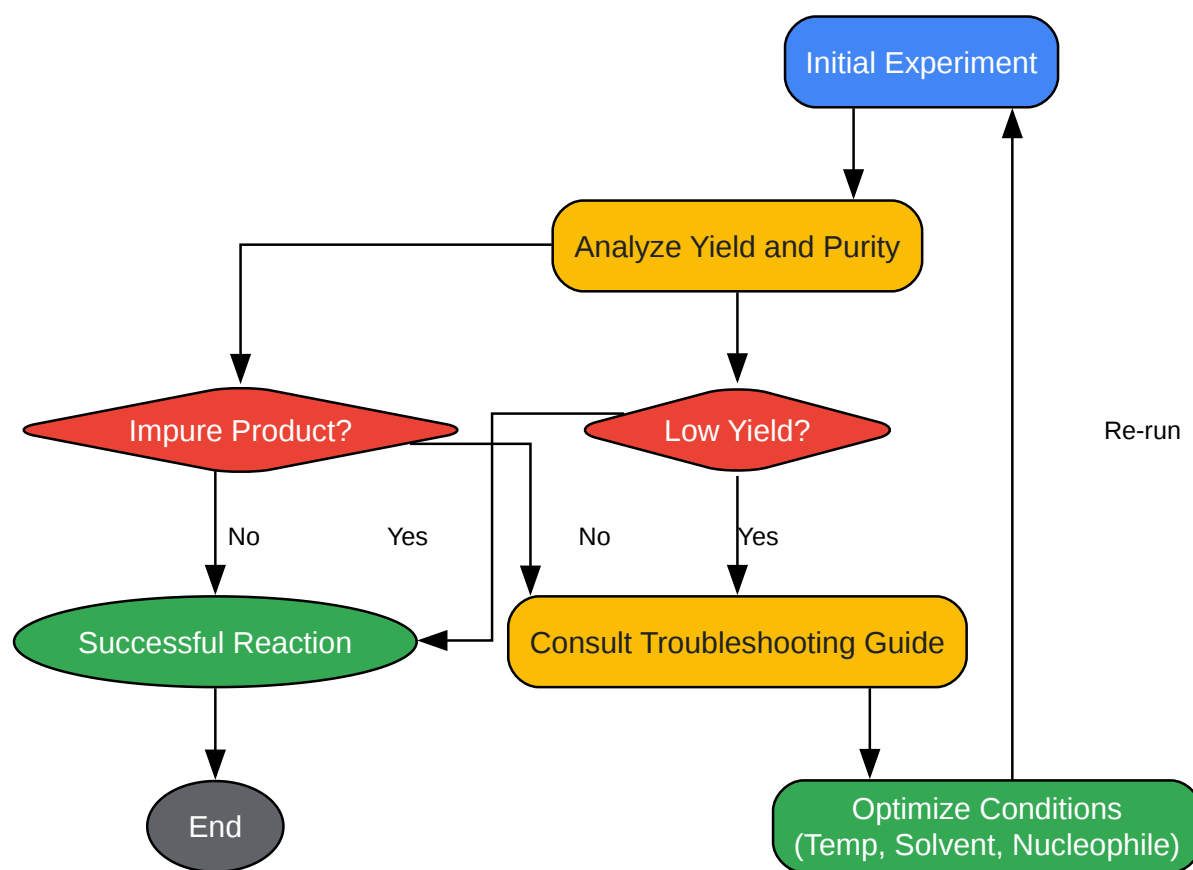 Initial Experiment
Analyze Yield and Purity
Impure Product?
Low Yield?
Re-run
No
Yes
No
Yes
Successful Reaction
Consult Troubleshooting Guide
End
Optimize Conditions
(Temp, Solvent, Nucleophile)